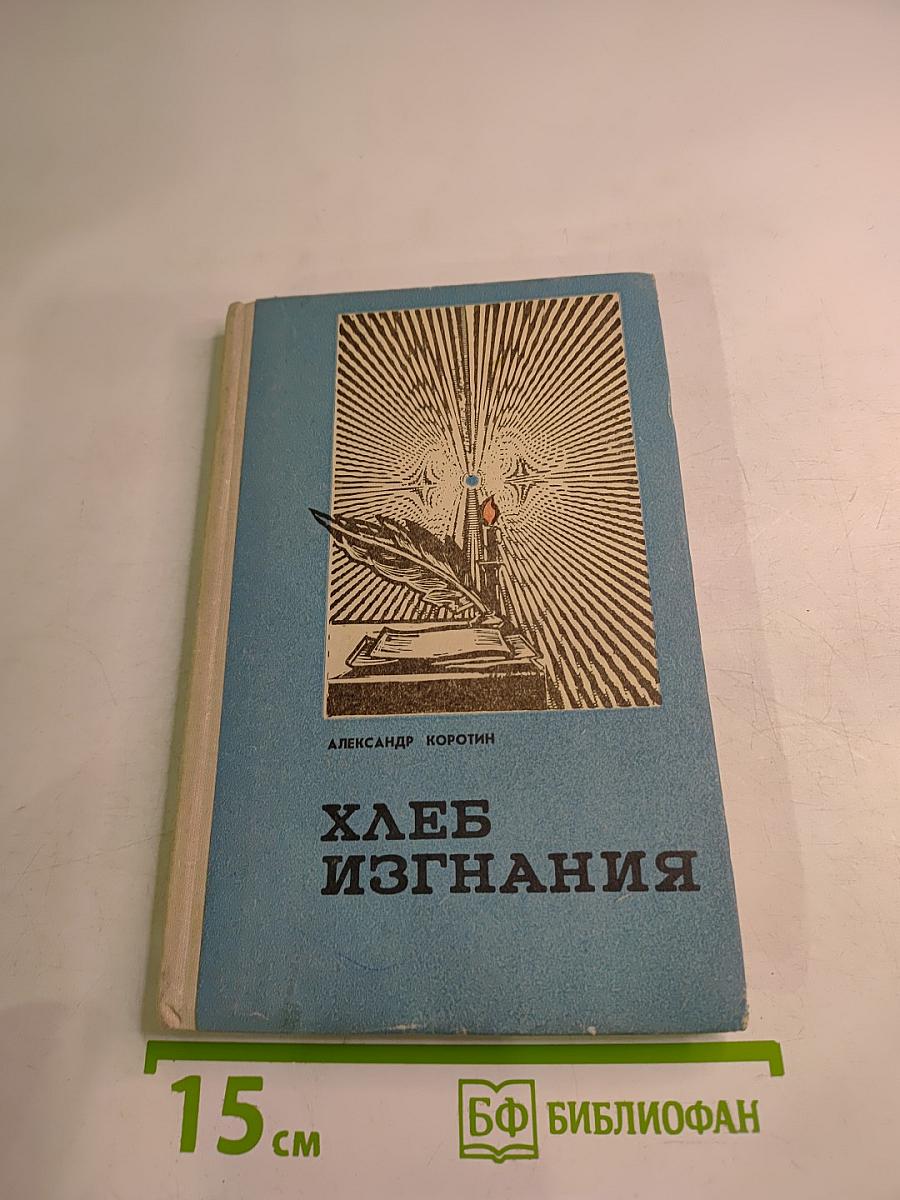 АЛЕКСАНДР КОРОТИН
ХЛЕБ
ИЗГНАНИЯ
15 см
БФ БИБЛИОФАН